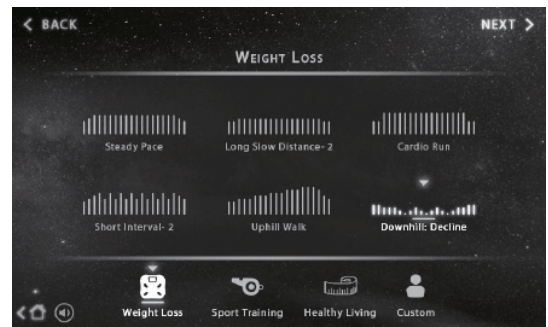 BACK
NEXT
WEIGHT LOSS
Steady Pace
Long Slow Distance- 2
Cardio Run
Short Interval- 2
Uphill Walk
Downhill: Decline
Weight Loss
Sport Training
Healthy Living
Custom